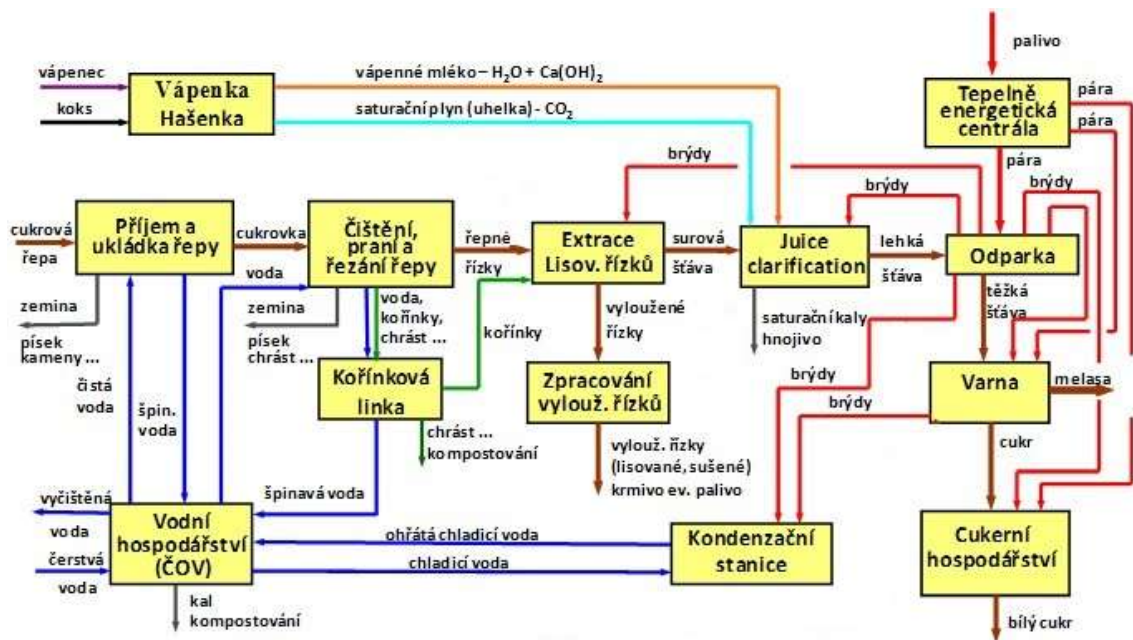 palivo
vápenec
Vápenka
Hašenka
koks
vápenné mléko – H₂O + Ca(OH)₂
saturační plyn (uhelka) - CO₂
Tepelně
energetická
centrála
pára
pára
pára
brýdy
brýdy
brýdy
cukrová
řepa
Příjem a
ukládka řepy
cukrovka
Čištění,
praní a
řezání řepy
řepné
řízky
Extrace
Lisov. řízků
surová
šťáva
Juice
clarification
lehká
šťáva
Odparka
voda
zemina
písek
kameny ...
zemina
písek
chrást ...
voda,
kořínky,
chrást ...
kořínky
vyloužené
řízky
saturační kaly
hnojivo
těžká
šťáva
čistá
voda
špin.
voda
Kořínková
linka
Zpracování
vylouž. řízků
brýdy
brýdy
Varna
melasa
chrást ...
kompostování
vylouž. řízky
(lisované, sušené)
krmivo ev. palivo
cukr
vyčištěná
voda
čerstvá
voda
Vodní
hospodářství
(ČOV)
špinavá voda
ohřátá chladicí voda
chladicí voda
Kondenzační
stanice
Cukerní
hospodářství
kal
kompostování
bílý cukr